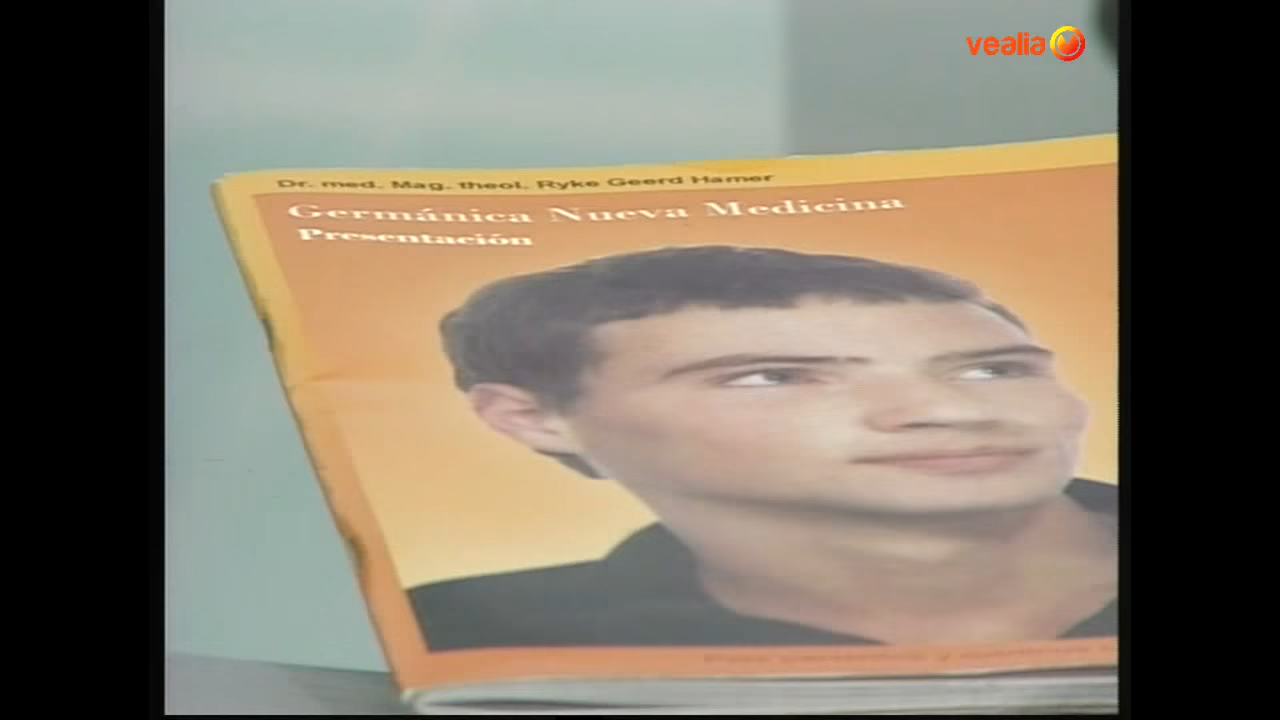 vealia
Dr. med. Mag. theol. Ryke Geerd Hamer
Germánica Nueva Medicina
Presentación